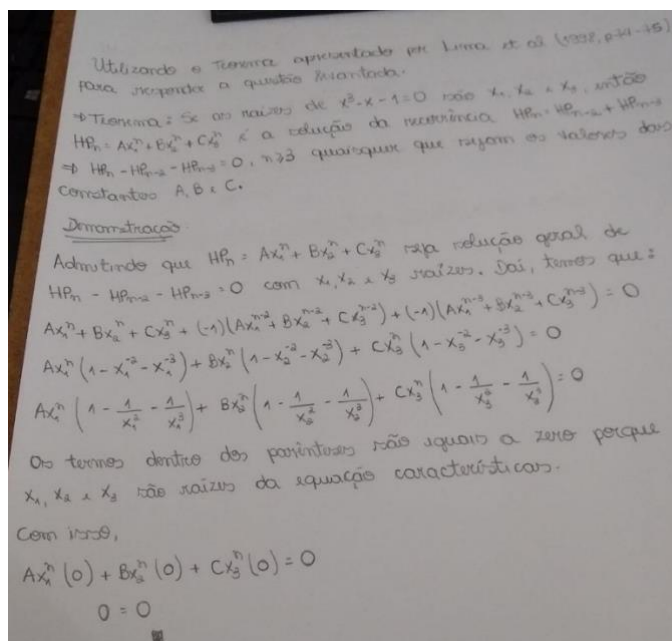 Utilizando o Teorema apresentado por Lima et al (1998, p.74-75)
para responder a questão levantada.
→ Teorema: Se as raízes de x³-x-1=0 são x₁, x₂ e x₃, então
HPₙ = Ax₁ⁿ + Bx₂ⁿ + Cx₃ⁿ é a solução da recorrência HPₙ = HPₙ₋₂ + HPₙ₋₃
⇒ HPₙ - HPₙ₋₂ - HPₙ₋₃ = 0, n≥3 quaisquer que sejam os valores das
constantes A, B e C.
Demonstração
Admitindo que HPₙ = Ax₁ⁿ + Bx₂ⁿ + Cx₃ⁿ seja solução geral de
HPₙ - HPₙ₋₂ - HPₙ₋₃ = 0 com x₁, x₂ e x₃ raízes. Daí, temos que:
Ax₁ⁿ + Bx₂ⁿ + Cx₃ⁿ + (-1)(Ax₁ⁿ⁻² + Bx₂ⁿ⁻² + Cx₃ⁿ⁻²) + (-1)(Ax₁ⁿ⁻³ + Bx₂ⁿ⁻³ + Cx₃ⁿ⁻³) = 0
Ax₁ⁿ (1 - x₁⁻² - x₁⁻³) + Bx₂ⁿ (1 - x₂⁻² - x₂⁻³) + Cx₃ⁿ (1 - x₃⁻² - x₃⁻³) = 0
Ax₁ⁿ (1 - 1/x₁² - 1/x₁³) + Bx₂ⁿ (1 - 1/x₂² - 1/x₂³) + Cx₃ⁿ (1 - 1/x₃² - 1/x₃³) = 0
Os termos dentro dos parênteses são iguais a zero porque
x₁, x₂ e x₃ são raízes da equação características.
Com isso,
Ax₁ⁿ (0) + Bx₂ⁿ (0) + Cx₃ⁿ (0) = 0
0 = 0